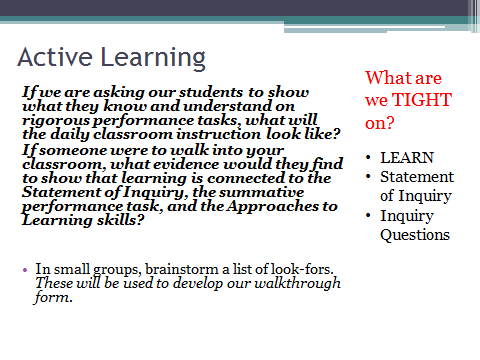 Active Learning
If we are asking our students to show
what they know and understand on
rigorous performance tasks, what will
the daily classroom instruction look like?
If someone were to walk into your
classroom, what evidence would they find
to show that learning is connected to the
Statement of Inquiry, the summative
performance task, and the Approaches to
Learning skills?
• In small groups, brainstorm a list of look-fors.
These will be used to develop our walkthrough
form.
What are
we TIGHT
on?
• LEARN
• Statement
of Inquiry
• Inquiry
Questions